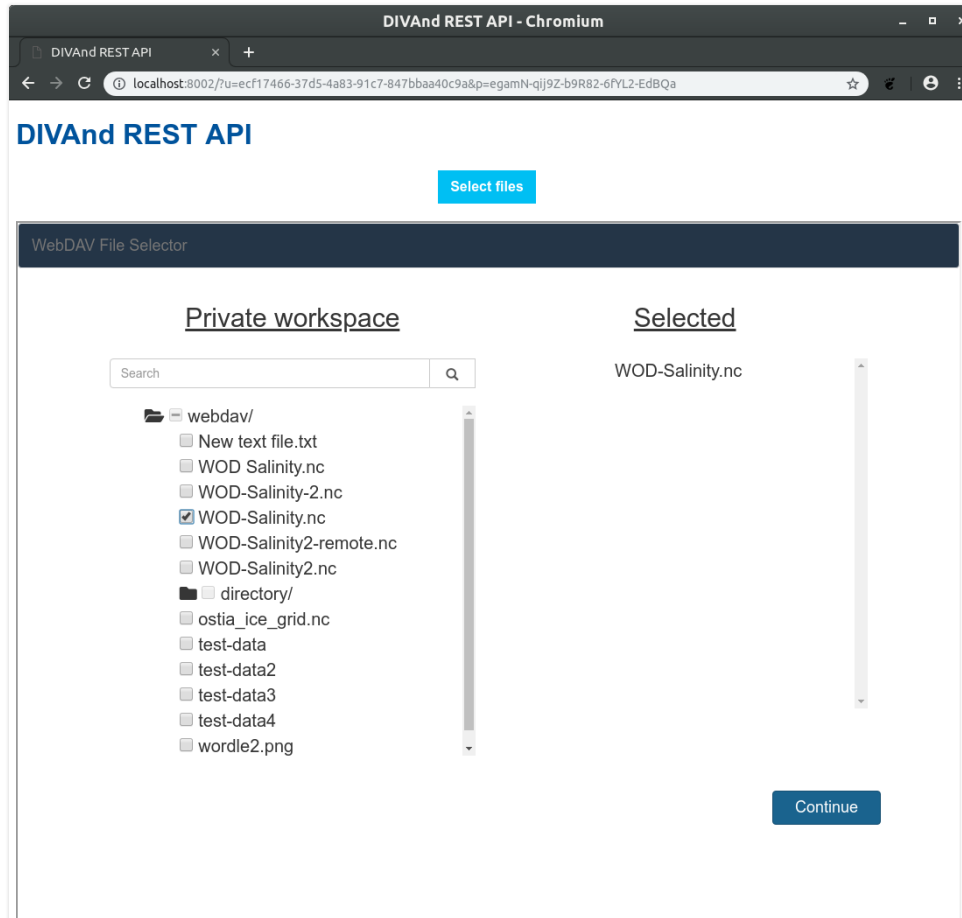 DIVAnd REST API - Chromium
DIVAnd REST API
localhost:8002/?u=ecf17466-37d5-4a83-91c7-847bbaa40c9a&p=egamN-qij9Z-b9R82-6fYL2-EdBQa
DIVAnd REST API
Select files
WebDAV File Selector
Private workspace
Selected
Search
WOD-Salinity.nc
webdav/
New text file.txt
WOD Salinity.nc
WOD-Salinity-2.nc
WOD-Salinity.nc
WOD-Salinity2-remote.nc
WOD-Salinity2.nc
directory/
ostia_ice_grid.nc
test-data
test-data2
test-data3
test-data4
wordle2.png
Continue